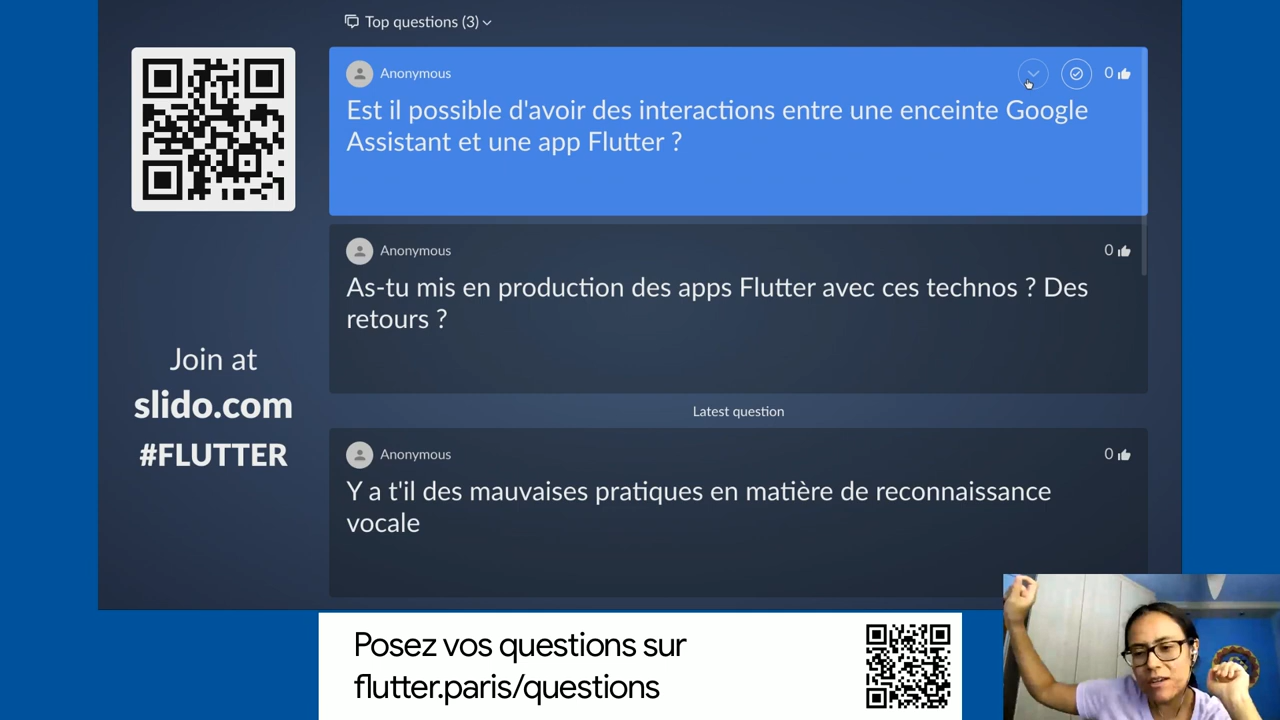 Top questions (3)
Anonymous
0
Est il possible d'avoir des interactions entre une enceinte Google
Assistant et une app Flutter ?
Anonymous
0
As-tu mis en production des apps Flutter avec ces technos ? Des
retours ?
Join at
slido.com
#FLUTTER
Latest question
Anonymous
0
Y a t'il des mauvaises pratiques en matière de reconnaissance
vocale
Posez vos questions sur
flutter.paris/questions